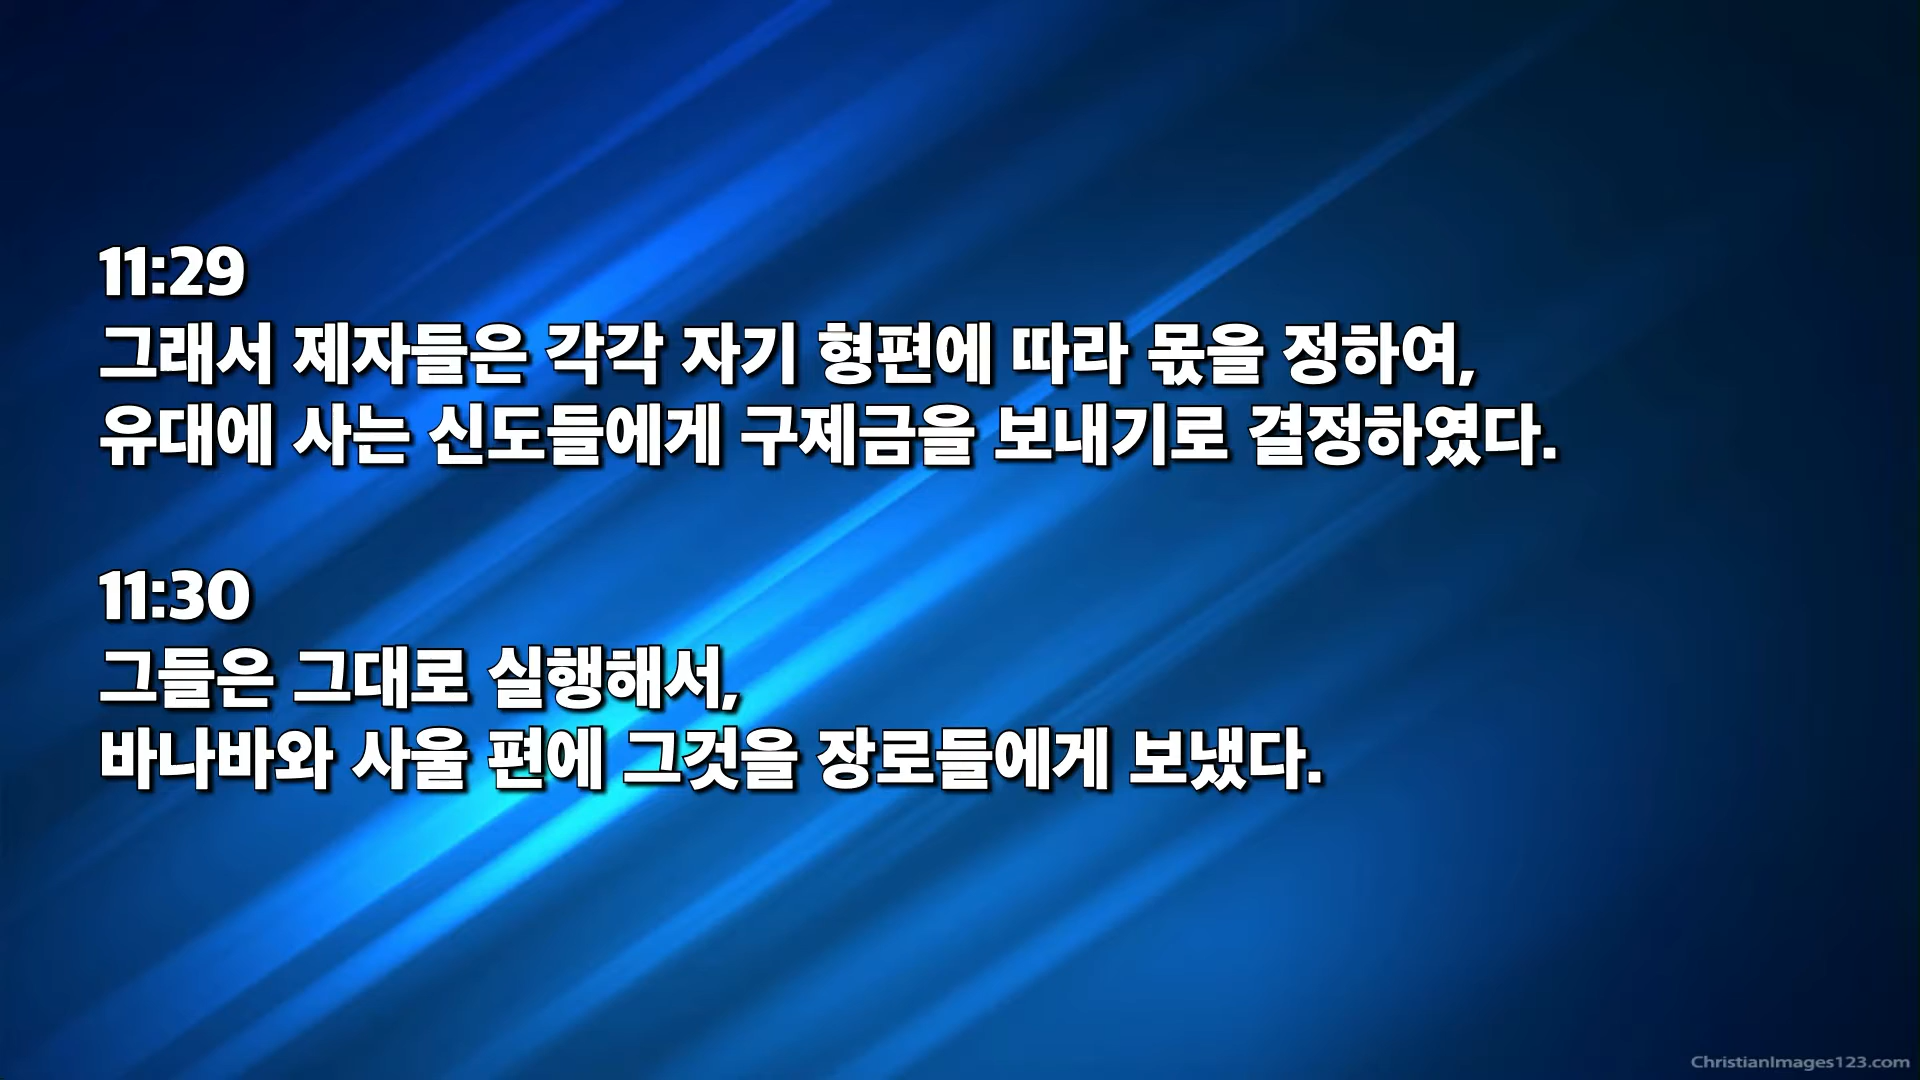 11:29
그래서 제자들은 각각 자기 형편에 따라 몫을 정하여,
유대에 사는 신도들에게 구제금을 보내기로 결정하였다.
11:30
그들은 그대로 실행해서,
바나바와 사울 편에 그것을 장로들에게 보냈다.
ChristianImages123.com